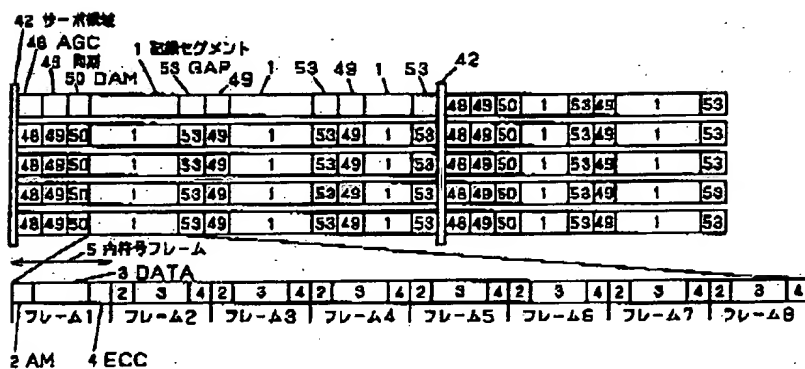 42 サーボ領域
48 AGC
49 同期
50 DAM
1 記録セグメント
53 GAP
49 1 53 49 1 53 42
48 49 50 1 53 49 1 53
48 49 50 1 53 49 1 53 49 1 53 48 49 50 1 53 49 1 53
48 49 50 1 53 49 1 53 49 1 53 48 49 50 1 53 49 1 53
48 49 50 1 53 49 1 53 49 1 53 48 49 50 1 53 49 1 53
48 49 50 1 53 49 1 53 49 1 53 48 49 50 1 53 49 1 53
5 内符号フレーム
3 DATA
2 3 4 2 3 4 2 3 4 2 3 4 2 3 4 2 3 4 2 3 4
フレーム1 フレーム2 フレーム3 フレーム4 フレーム5 フレーム6 フレーム7 フレーム8
2 AM 4 ECC